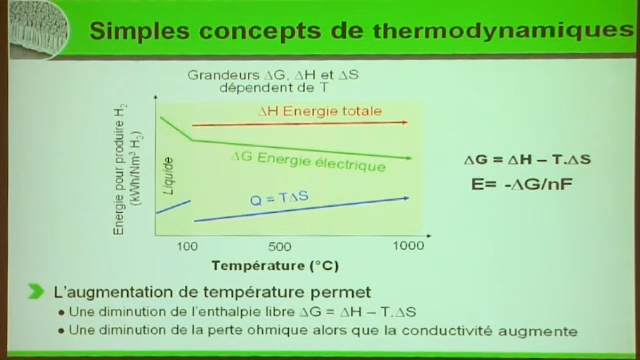 Simples concepts de thermodynamiques
Grandeurs ΔG, ΔH et ΔS
dépendent de T
ΔH Energie totale
ΔG Energie électrique
Q = TΔS
Liquide
Energie pour produire H₂
(kWh/Nm³ H₂)
100
500
1000
Température (°C)
ΔG = ΔH – T.ΔS
E= -ΔG/nF
L'augmentation de température permet
• Une diminution de l'enthalpie libre ΔG = ΔH – T.ΔS
• Une diminution de la perte ohmique alors que la conductivité augmente